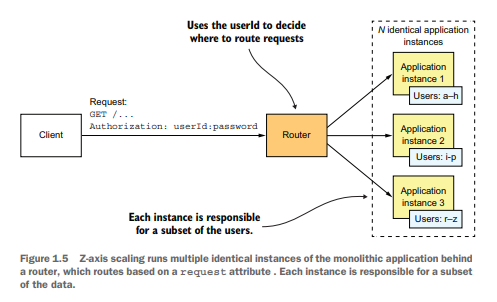 Uses the userId to decide
where to route requests
N identical application
instances
Application
instance 1
Users: a–h
Request:
GET /...
Authorization: userId:password
Client
Router
Application
instance 2
Users: i-p
Application
instance 3
Users: r–z
Each instance is responsible
for a subset of the users.
Figure 1.5 Z-axis scaling runs multiple identical instances of the monolithic application behind
a router, which routes based on a request attribute . Each instance is responsible for a subset
of the data.